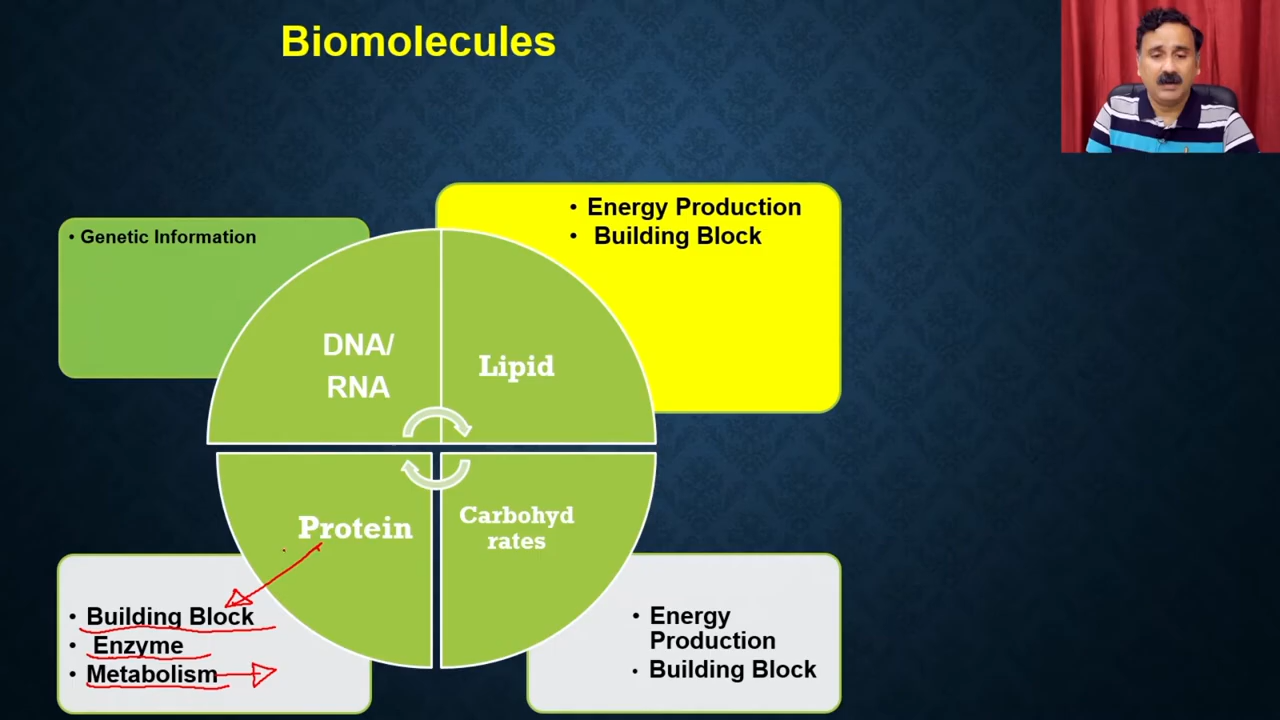 Biomolecules
• Genetic Information
• Energy Production
• Building Block
DNA/
RNA
Lipid
Protein
Carbohyd
rates
• Building Block
• Enzyme
• Metabolism
• Energy
Production
• Building Block